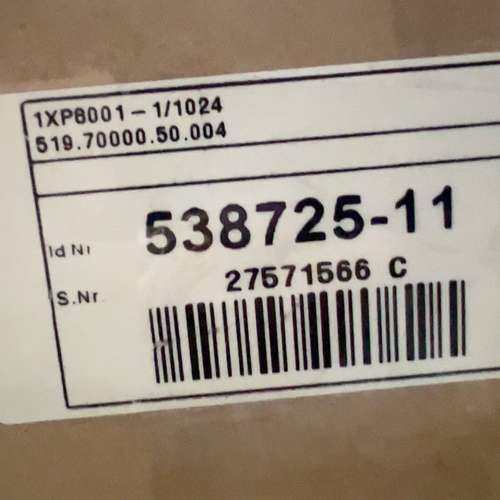 1XP8001-1/1024
519.70000.50.004
Id Nr 538725-11
27571566 C
S.Nr.